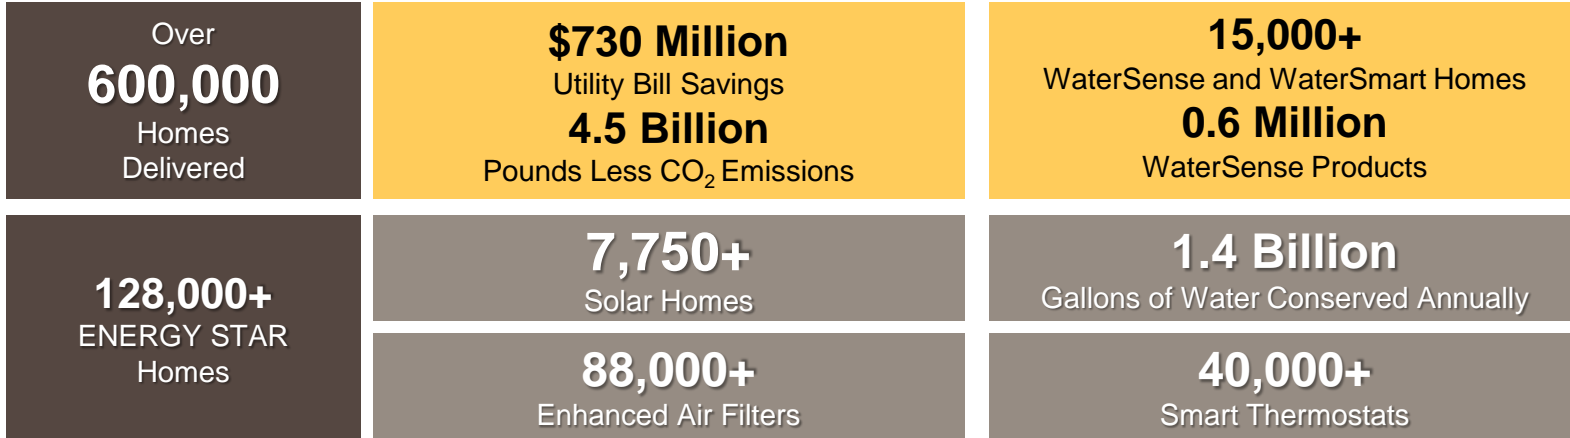 Over
600,000
Homes
Delivered
$730 Million
Utility Bill Savings
4.5 Billion
Pounds Less CO₂ Emissions
15,000+
WaterSense and WaterSmart Homes
0.6 Million
WaterSense Products
128,000+
ENERGY STAR
Homes
7,750+
Solar Homes
1.4 Billion
Gallons of Water Conserved Annually
88,000+
Enhanced Air Filters
40,000+
Smart Thermostats